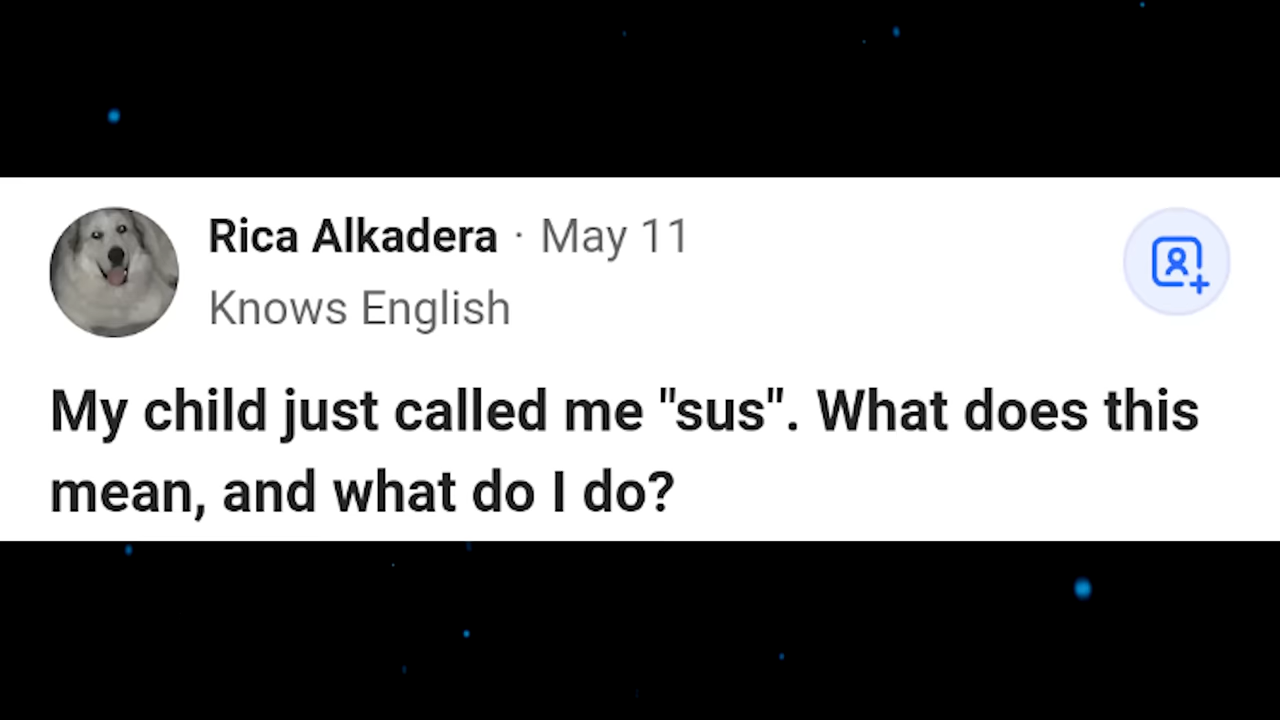 Rica Alkadera · May 11
Knows English
My child just called me "sus". What does this
mean, and what do I do?